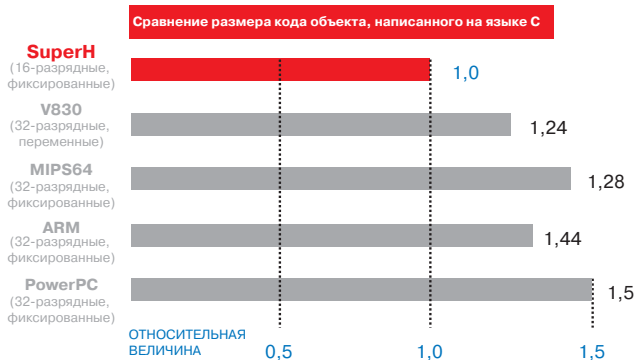 Сравнение размера кода объекта, написанного на языке С
SuperH
(16-разрядные,
фиксированные)
1,0
V830
(32-разрядные,
переменные)
1,24
MIPS64
(32-разрядные,
фиксированные)
1,28
ARM
(32-разрядные,
фиксированные)
1,44
PowerPC
(32-разрядные,
фиксированные)
1,5
ОТНОСИТЕЛЬНАЯ
ВЕЛИЧИНА
0,5
1,0
1,5